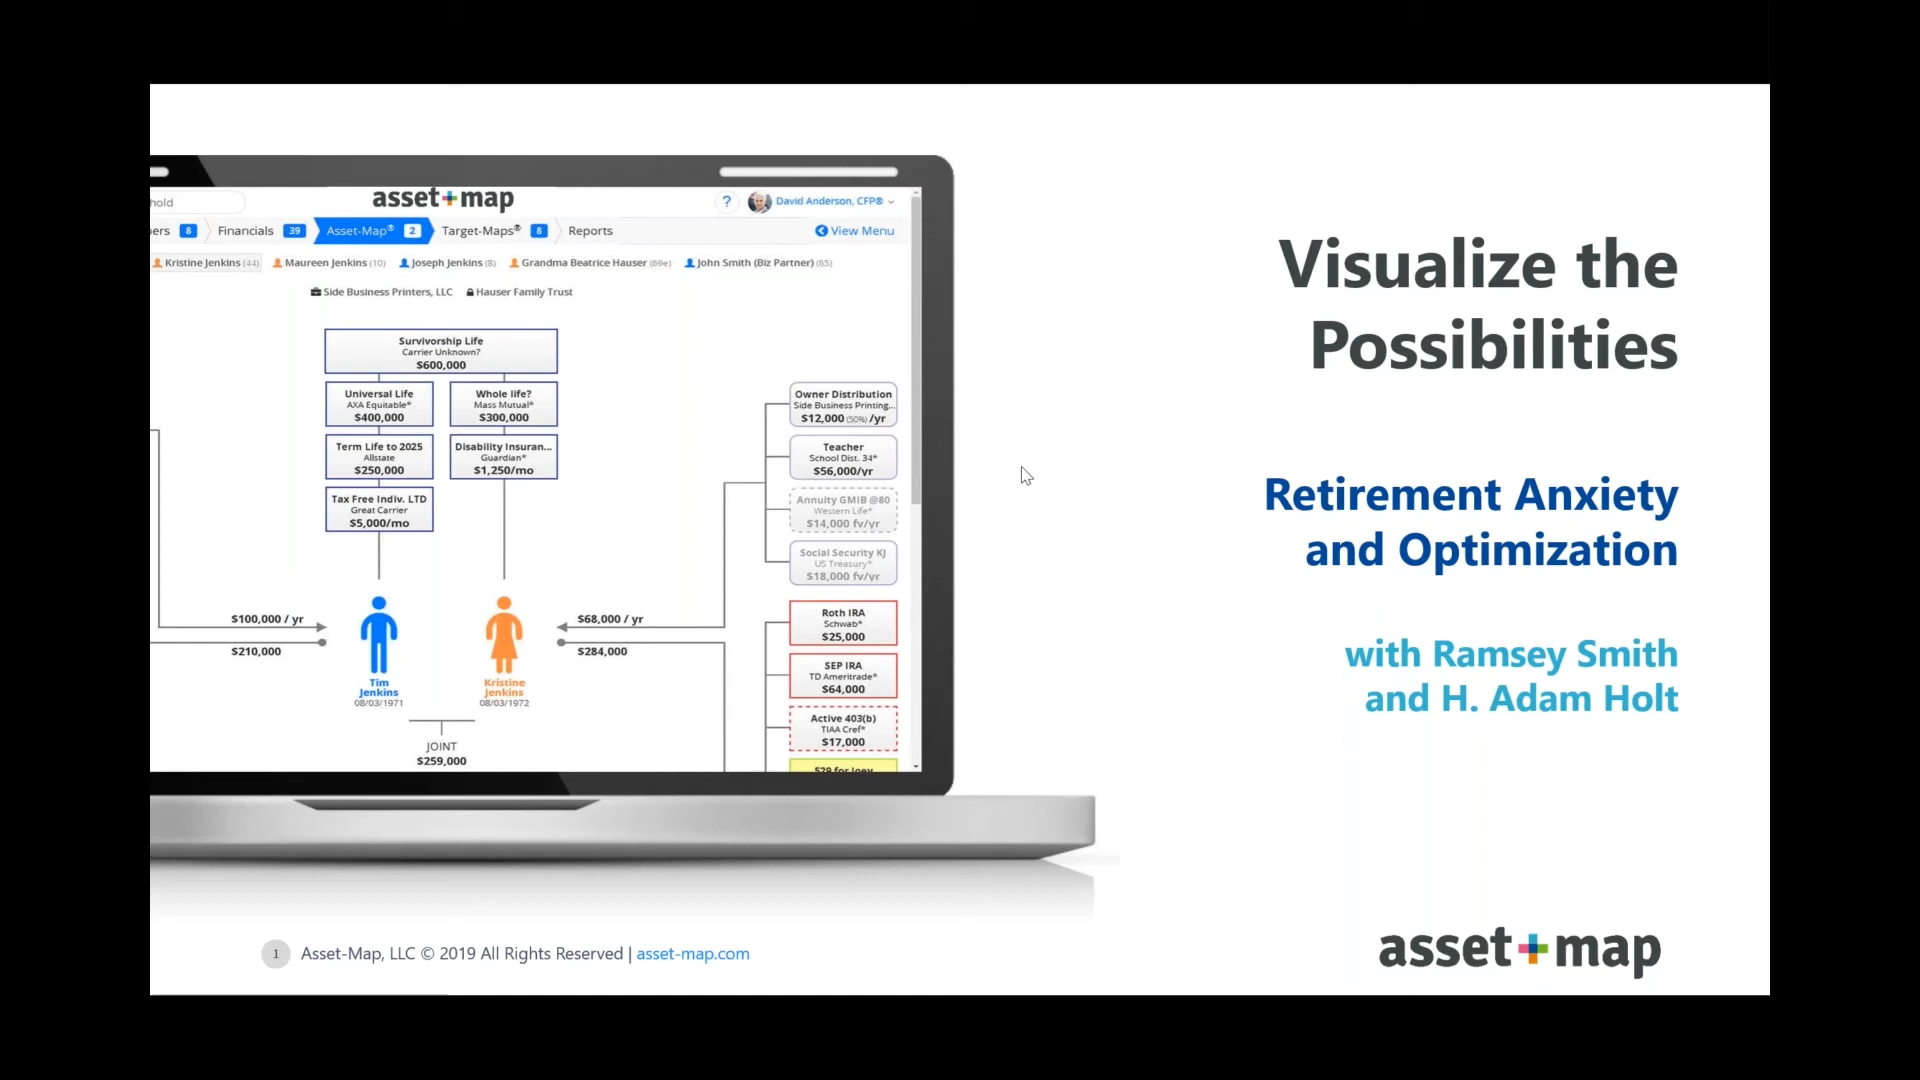 hold
asset+map
?
David Anderson, CFP®
ers 8
Financials 39
Asset-Map® 2
Target-Maps® 8
Reports
View Menu
Kristine Jenkins (44)
Maureen Jenkins (10)
Joseph Jenkins (8)
Grandma Beatrice Hauser (69e)
John Smith (Biz Partner) (65)
Side Business Printers, LLC
Hauser Family Trust
Survivorship Life
Carrier Unknown?
$600,000
Universal Life
AXA Equitable*
$400,000
Whole life?
Mass Mutual*
$300,000
Term Life to 2025
Allstate
$250,000
Disability Insuran...
Guardian*
$1,250/mo
Tax Free Indiv. LTD
Great Carrier
$5,000/mo
Owner Distribution
Side Business Printing...
$12,000 (50%) /yr
Teacher
School Dist. 34*
$56,000/yr
Annuity GMIB @80
Western Life*
$14,000 fv/yr
Social Security KJ
US Treasury*
$18,000 fv/yr
Roth IRA
Schwab*
$25,000
SEP IRA
TD Ameritrade*
$64,000
Active 403(b)
TIAA Cref*
$17,000
529 for Joey
$100,000 / yr
$210,000
$68,000 / yr
$284,000
Tim
Jenkins
08/03/1971
Kristine
Jenkins
08/03/1972
JOINT
$259,000
Visualize the
Possibilities
Retirement Anxiety
and Optimization
with Ramsey Smith
and H. Adam Holt
1
Asset-Map, LLC © 2019 All Rights Reserved | asset-map.com
asset+map